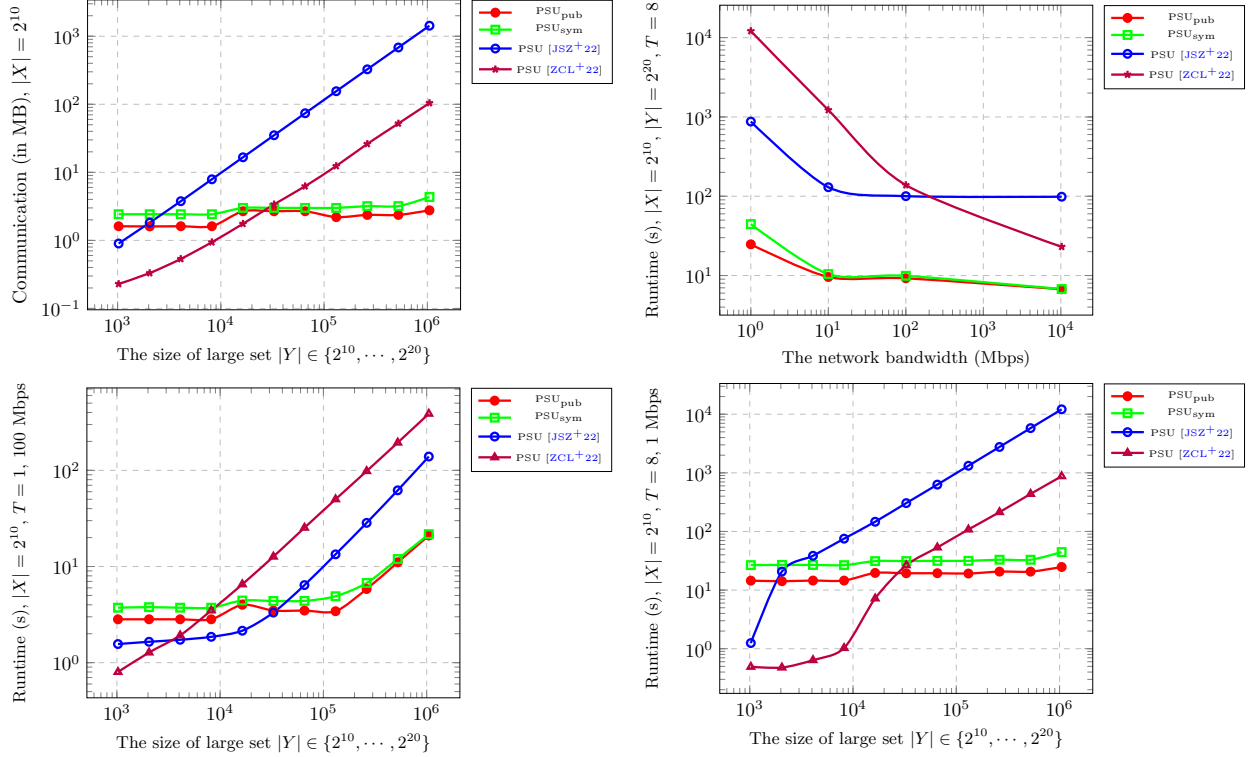 Communication (in MB), |X| = 2^10
10^3
10^2
10^1
10^0
10^−1
10^3 10^4 10^5 10^6
The size of large set |Y| ∈ {2^10, ⋯ , 2^20}
PSU_pub
PSU_sym
PSU [JSZ+22]
PSU [ZCL+22]
Runtime (s), |X| = 2^10, |Y| = 2^20, T = 8
10^4
10^3
10^2
10^1
10^0 10^1 10^2 10^3 10^4
The network bandwidth (Mbps)
PSU_pub
PSU_sym
PSU [JSZ+22]
PSU [ZCL+22]
Runtime (s), |X| = 2^10, T = 1, 100 Mbps
10^2
10^1
10^0
10^3 10^4 10^5 10^6
The size of large set |Y| ∈ {2^10, ⋯ , 2^20}
PSU_pub
PSU_sym
PSU [JSZ+22]
PSU [ZCL+22]
Runtime (s), |X| = 2^10, T = 8, 1 Mbps
10^4
10^3
10^2
10^1
10^0
10^3 10^4 10^5 10^6
The size of large set |Y| ∈ {2^10, ⋯ , 2^20}
PSU_pub
PSU_sym
PSU [JSZ+22]
PSU [ZCL+22]